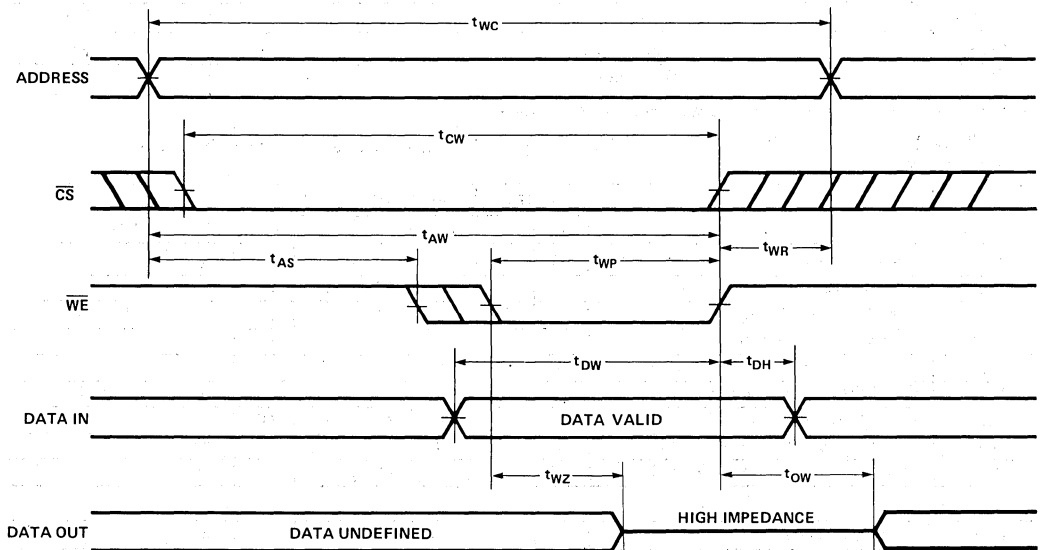 tWC
ADDRESS
tCW
CS
tAW
tWR
tAS
tWP
WE
tDW
tDH
DATA IN
DATA VALID
tWZ
tOW
HIGH IMPEDANCE
DATA OUT
DATA UNDEFINED